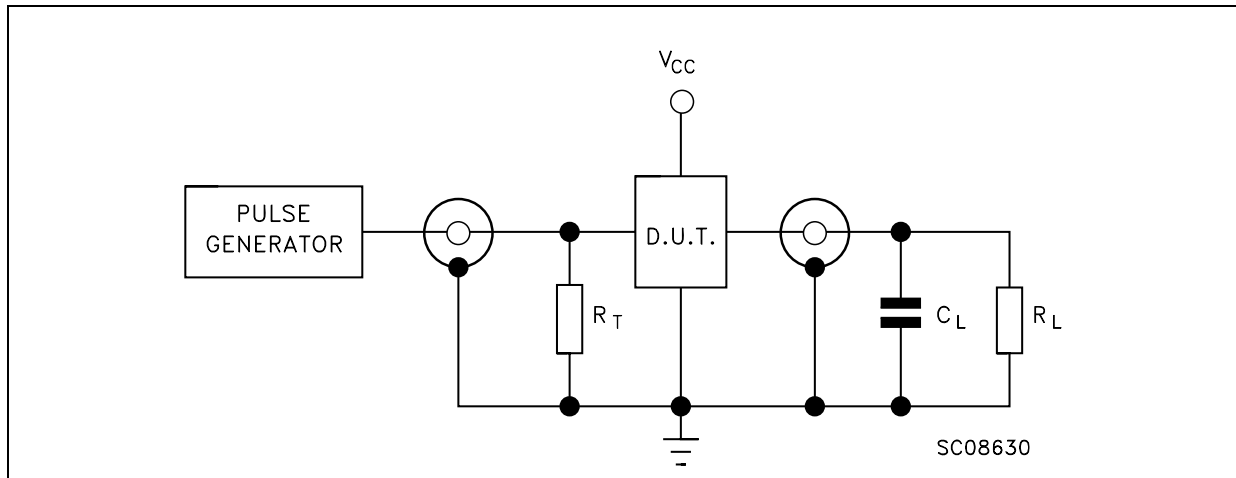 VCC
PULSE
GENERATOR
D.U.T.
RT
CL
RL
SC08630